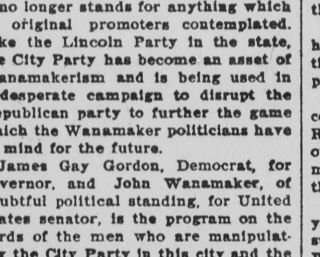 no longer stands for anything which
original promoters contemplated.
ke the Lincoln Party in the state,
e City Party has become an asset of
anamakerism and is being used in
desperate campaign to disrupt the
epublican party to further the game
hich the Wanamaker politicians have
mind for the future.
James Gay Gordon, Democrat, for
vernor, and John Wanamaker, of
ubtful political standing, for United
ates senator, is the program on the
rds of the men who are manipulat-
the City Party in this city and the